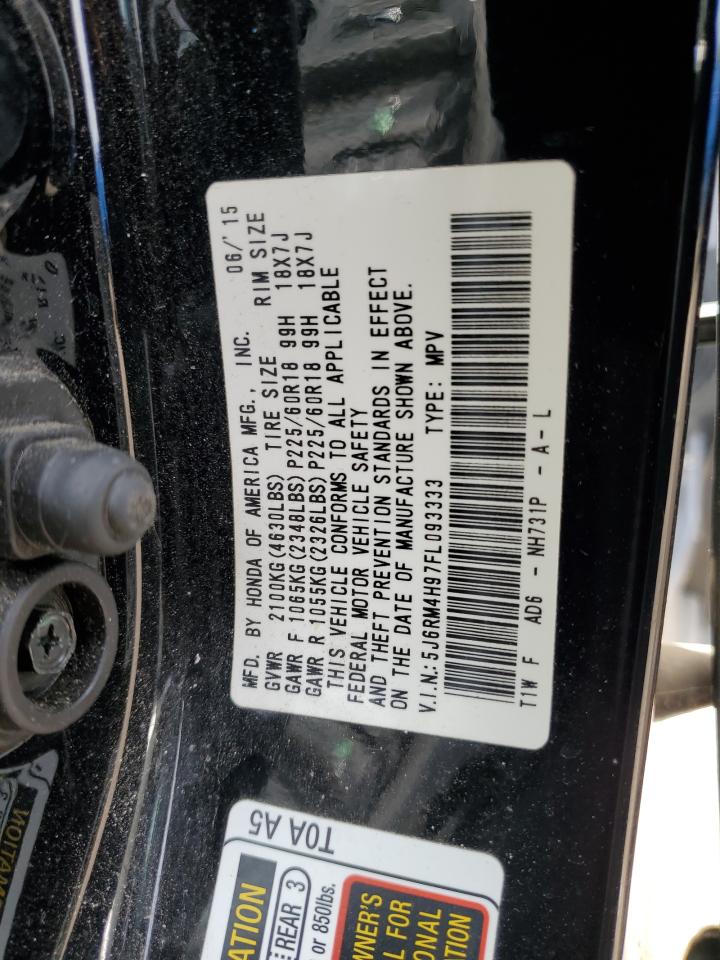 MFD. BY HONDA OF AMERICA MFG., INC. 06/'15
GVWR 2100KG(4630LBS) TIRE SIZE RIM SIZE
GAWR F 1065KG(2348LBS)P225/60R18 99H 18X7J
GAWR R 1055KG(2326LBS)P225/60R18 99H 18X7J
THIS VEHICLE CONFORMS TO ALL APPLICABLE
FEDERAL MOTOR VEHICLE SAFETY
AND THEFT PREVENTION STANDARDS IN EFFECT
ON THE DATE OF MANUFACTURE SHOWN ABOVE.
V.I.N.:5J6RM4H97FL093333 TYPE: MPV
T1W F AD6 - NH731P - A - L
T0A A5
ATION
REAR 3
or 850lbs.
WNER'S
L FOR
ONAL
ATION